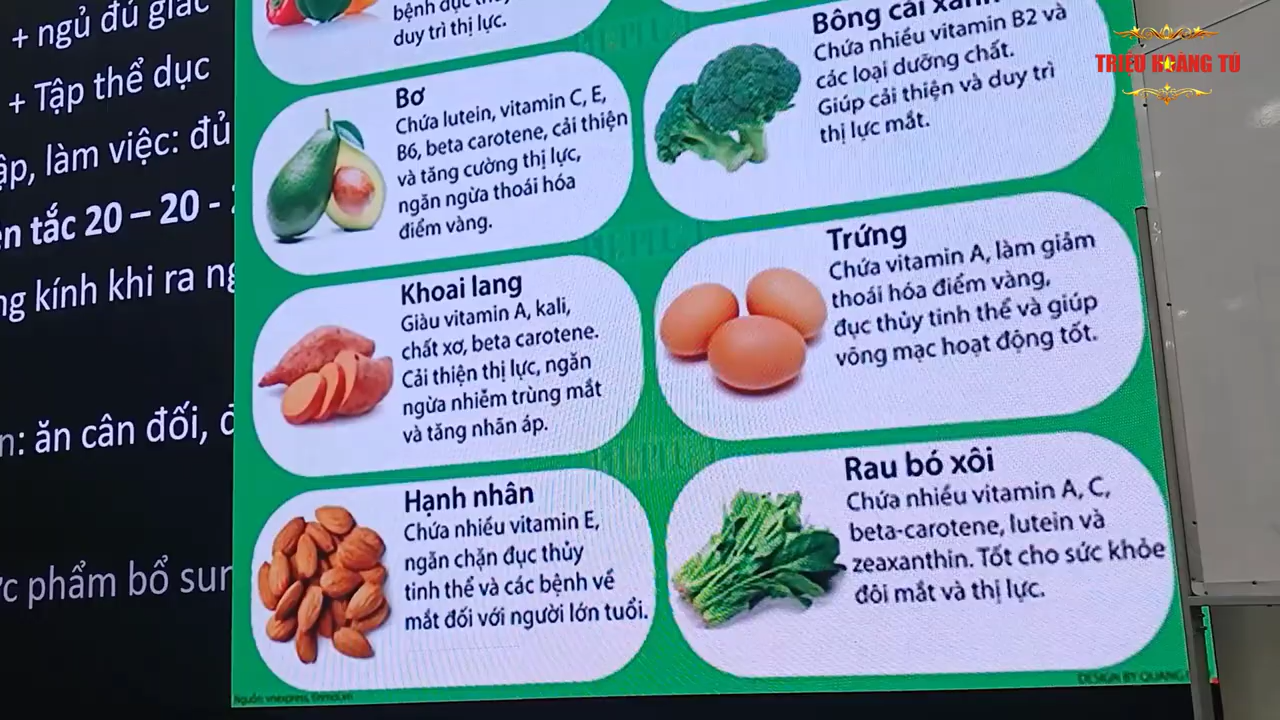 + ngủ đủ giấc
+ Tập thể dục
ập, làm việc: đủ
ên tắc 20 – 20 -
ng kính khi ra ng
n: ăn cân đối, đ
ực phẩm bổ sun
duy trì thị lực.
Bơ
Chứa lutein, vitamin C, E,
B6, beta carotene, cải thiện
và tăng cường thị lực,
ngăn ngừa thoái hóa
điểm vàng.
Khoai lang
Giàu vitamin A, kali,
chất xơ, beta carotene.
Cải thiện thị lực, ngăn
ngừa nhiễm trùng mắt
và tăng nhãn áp.
Hạnh nhân
Chứa nhiều vitamin E,
ngăn chặn đục thủy
tinh thể và các bệnh về
mắt đối với người lớn tuổi.
Bông cải xanh
Chứa nhiều vitamin B2 và
các loại dưỡng chất.
Giúp cải thiện và duy trì
thị lực mắt.
Trứng
Chứa vitamin A, làm giảm
thoái hóa điểm vàng,
đục thủy tinh thể và giúp
võng mạc hoạt động tốt.
Rau bó xôi
Chứa nhiều vitamin A, C,
beta-carotene, lutein và
zeaxanthin. Tốt cho sức khỏe
đôi mắt và thị lực.
DESIGN BY QUANG
TRIỆU HOÀNG TÚ